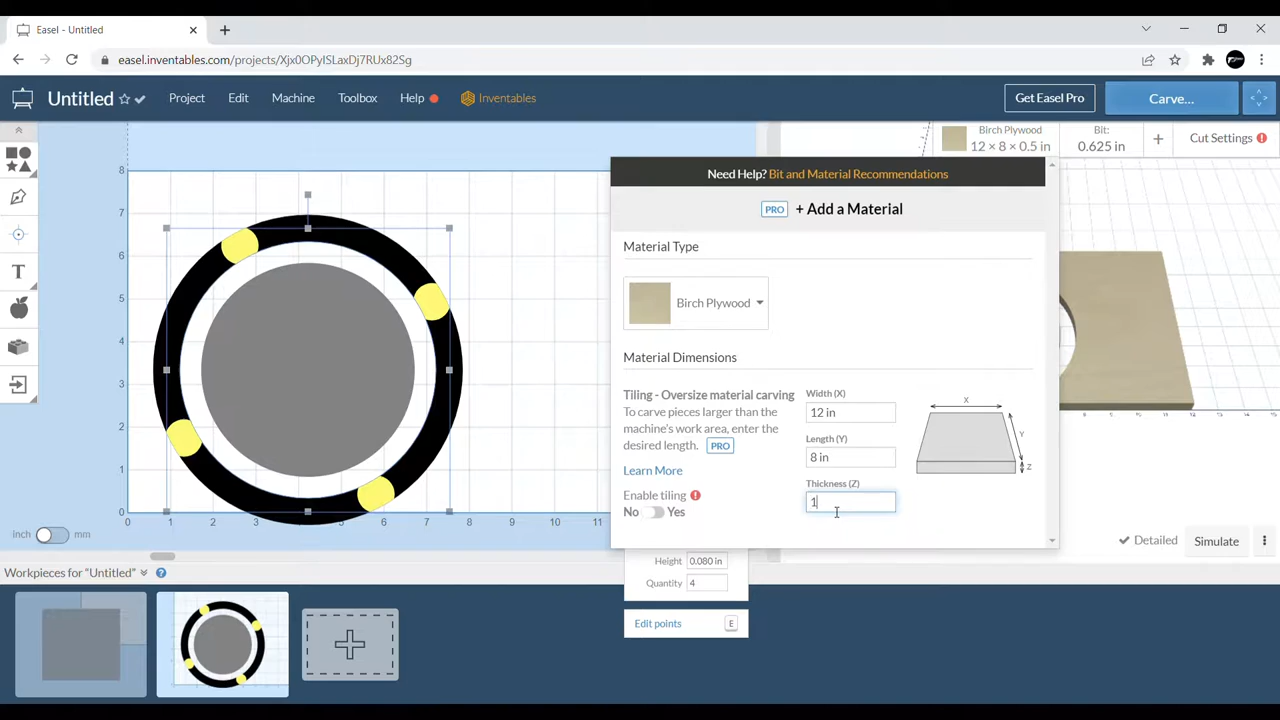 Easel - Untitled
easel.inventables.com/projects/Xjx0OPyISLaxDj7RUx82Sg
Untitled
Project
Edit
Machine
Toolbox
Help
Inventables
Get Easel Pro
Carve...
Birch Plywood
12 × 8 × 0.5 in
Bit:
0.625 in
Cut Settings
Need Help? Bit and Material Recommendations
PRO + Add a Material
Material Type
Birch Plywood
Material Dimensions
Tiling - Oversize material carving
To carve pieces larger than the
machine's work area, enter the
desired length. PRO
Learn More
Enable tiling
No Yes
Width (X)
12 in
Length (Y)
8 in
Thickness (Z)
1
X
Y
Z
8
7
6
5
4
3
2
1
0
0 1 2 3 4 5 6 7 8 9 10 11
Inch mm
Detailed
Simulate
Workpieces for "Untitled"
Height 0.080 in
Quantity 4
Edit points E